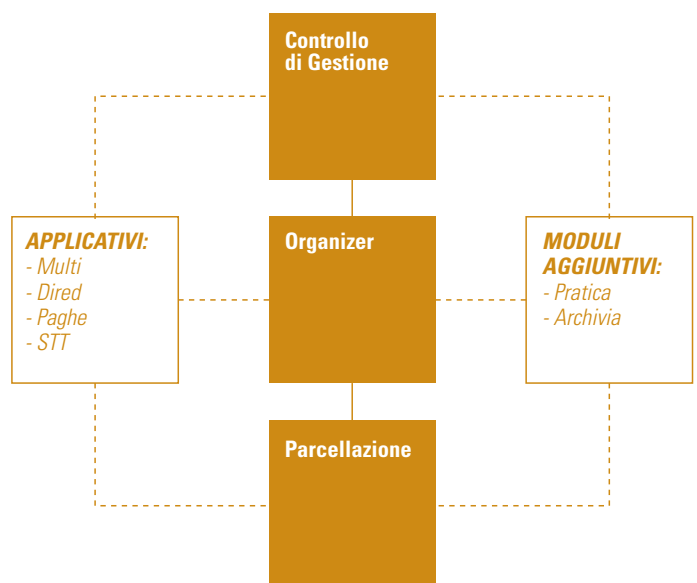 Controllo
di Gestione
APPLICATIVI:
- Multi
- Dired
- Paghe
- STT
Organizer
MODULI
AGGIUNTIVI:
- Pratica
- Archivia
Parcellazione